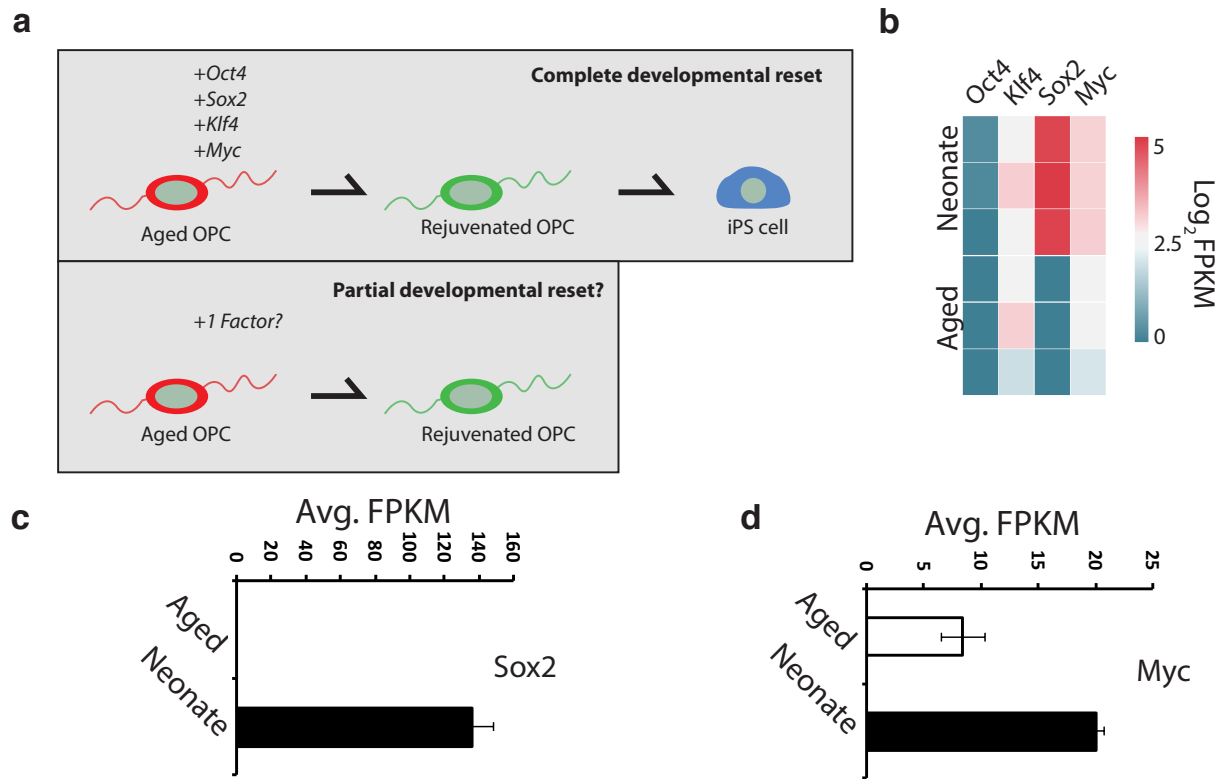 a
+Oct4
+Sox2
+Klf4
+Myc
Complete developmental reset
Aged OPC
Rejuvenated OPC
iPS cell
Partial developmental reset?
+1 Factor?
Aged OPC
Rejuvenated OPC
b
Oct4
Klf4
Sox2
Myc
Neonate
Aged
5
2.5
0
Log2 FPKM
c
Avg. FPKM
0 20 40 60 80 100 120 140 160
Aged
Neonate
Sox2
d
Avg. FPKM
0 5 10 15 20 25
Aged
Neonate
Myc